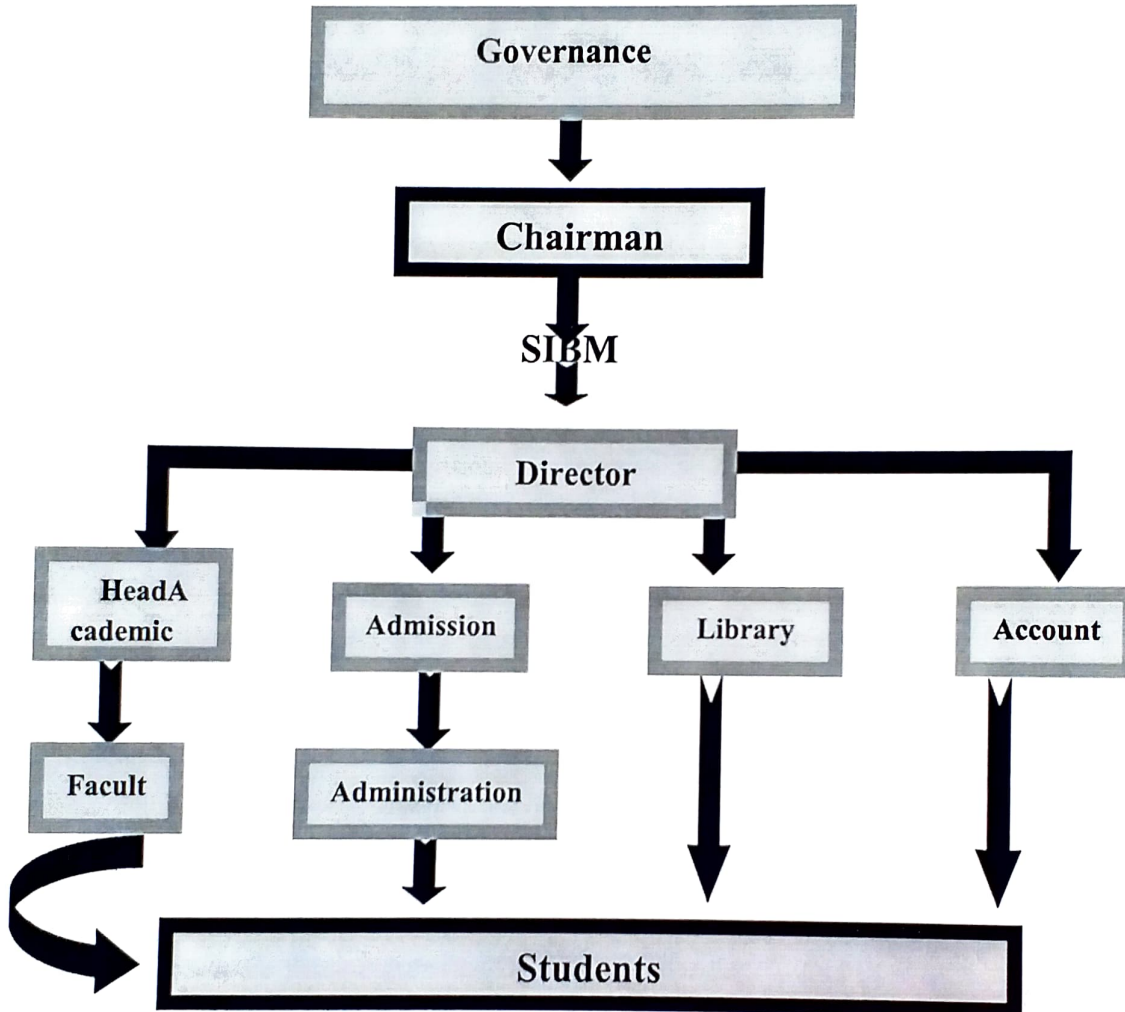 Governance
Chairman
SIBM
Director
HeadA
cademic
Admission
Library
Account
Facult
Administration
Students